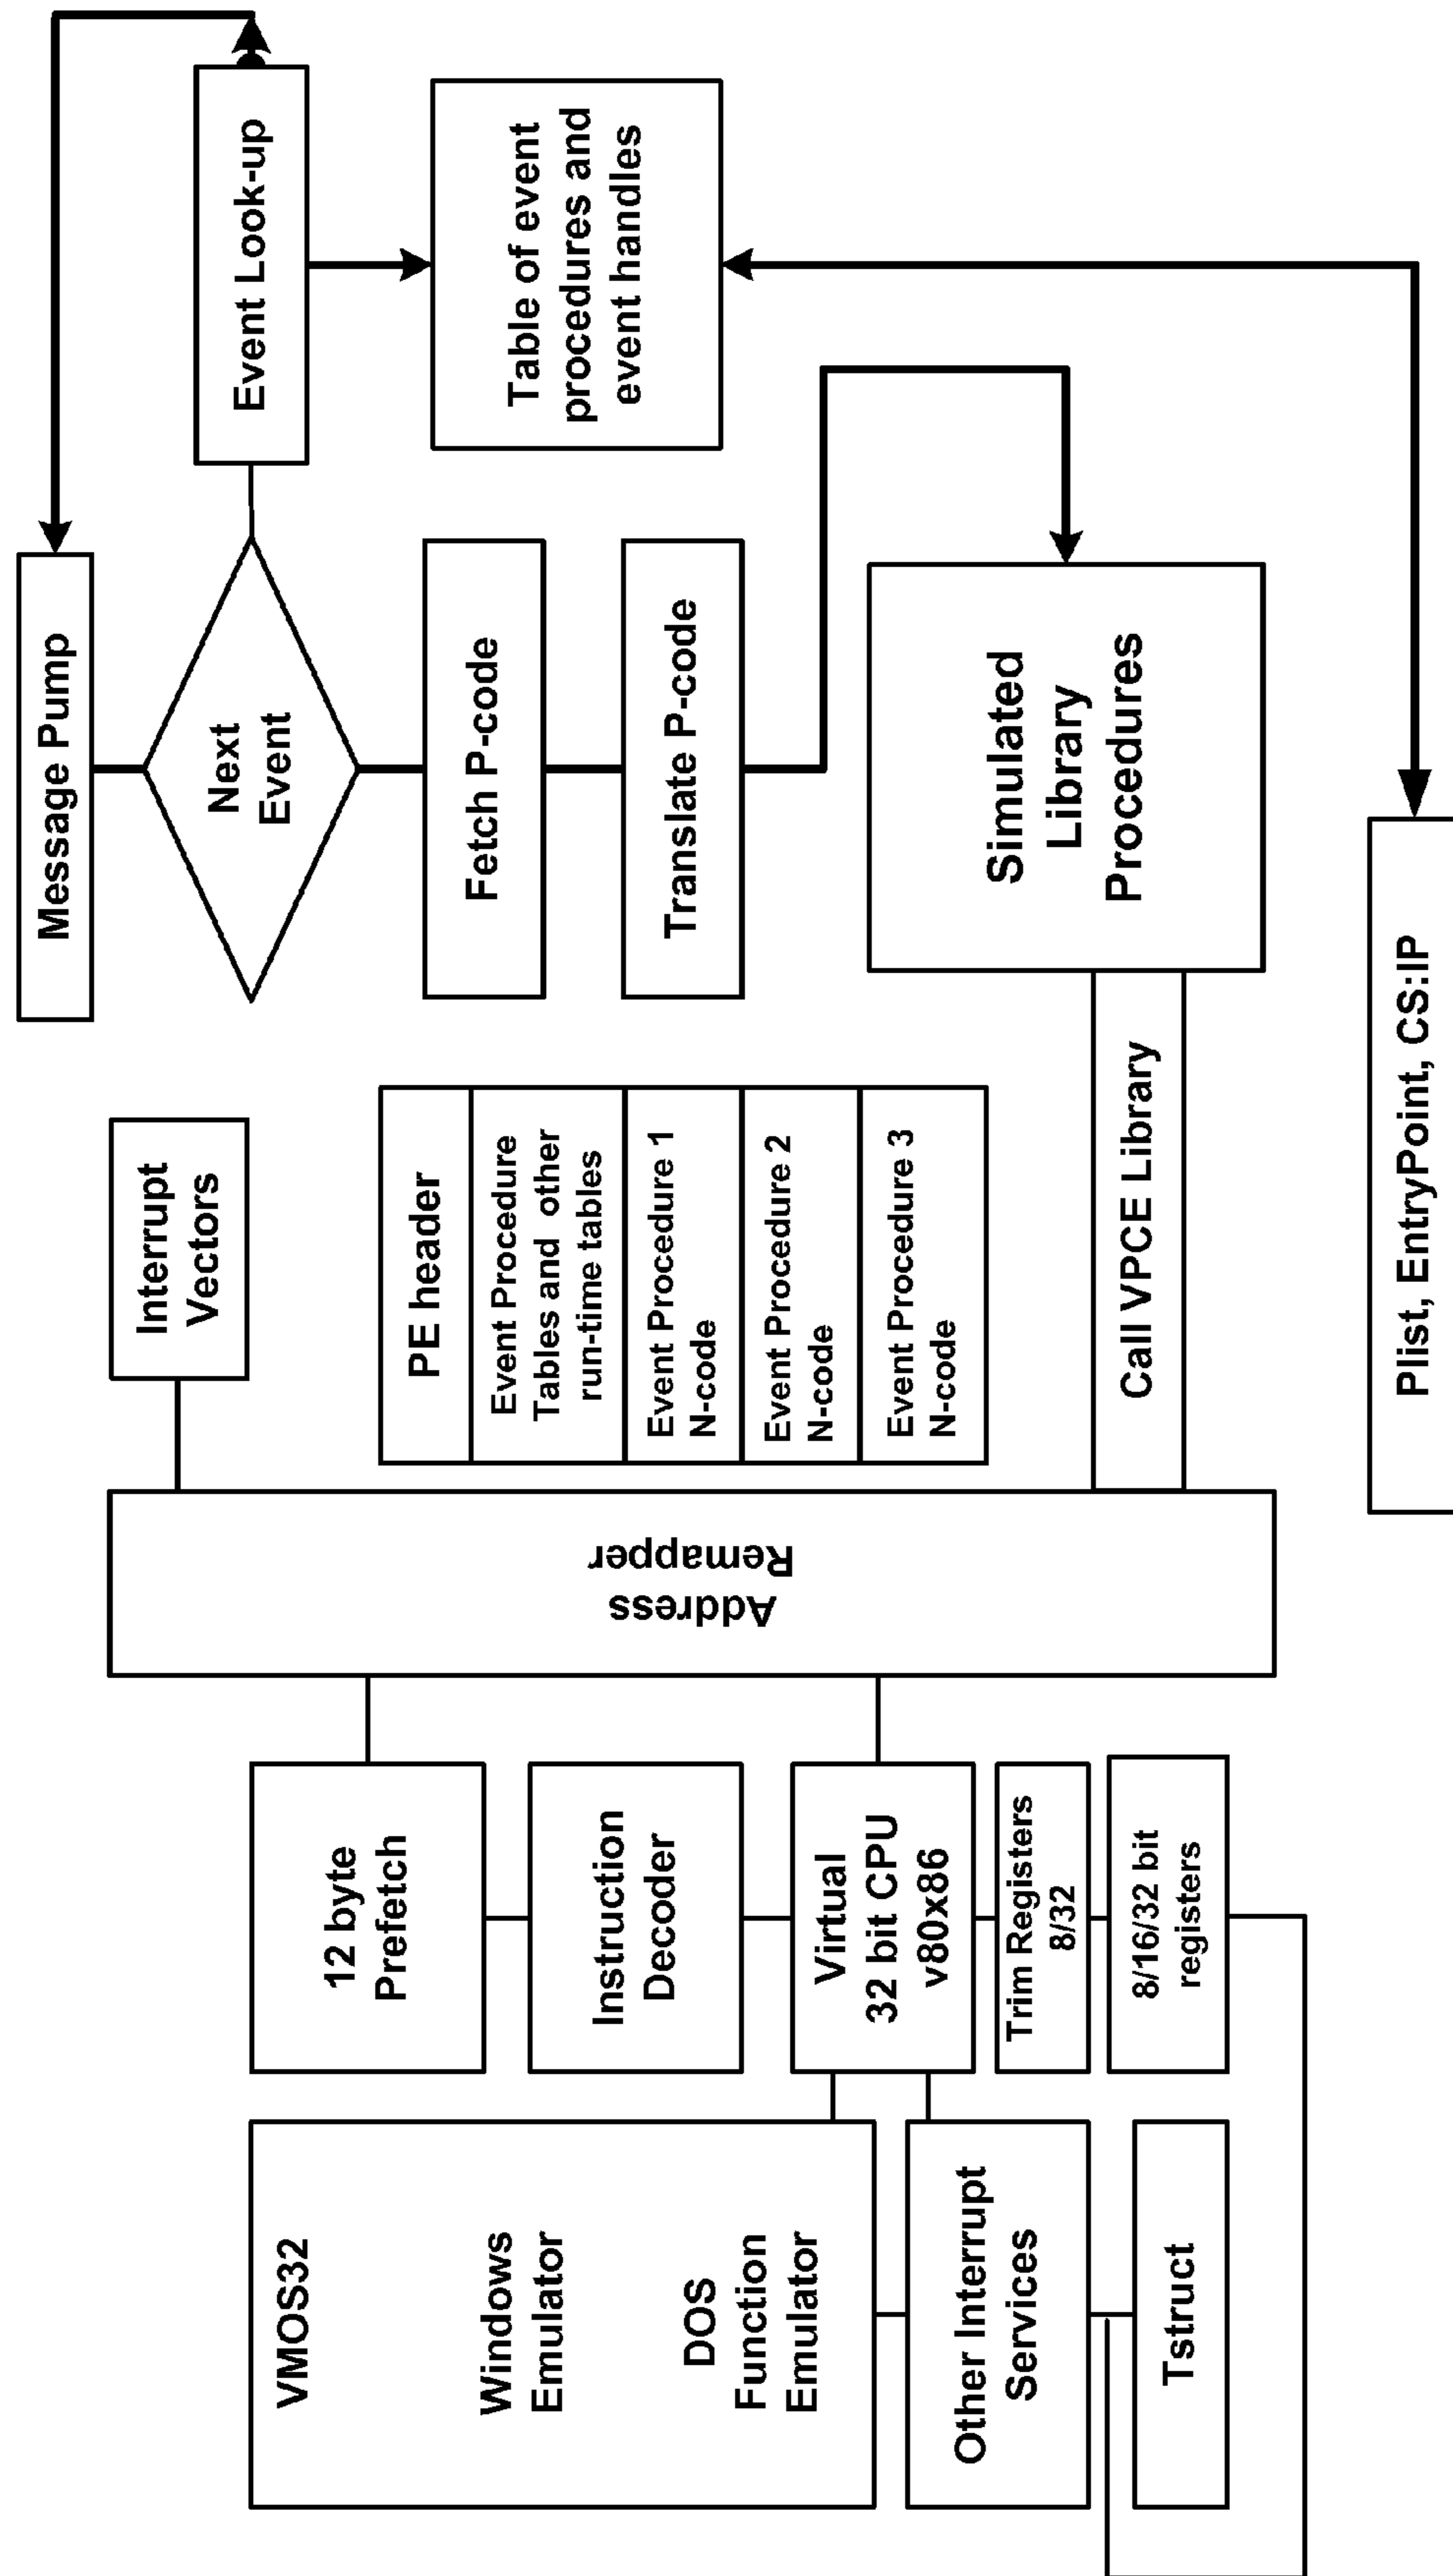 VMOS32
Windows
Emulator
DOS
Function
Emulator
Other Interrupt
Services
Tstruct
12 byte
Prefetch
Instruction
Decoder
Virtual
32 bit CPU
v80x86
Trim Registers
8/32
8/16/32 bit
registers
Address
Remapper
Interrupt
Vectors
PE header
Event Procedure
Tables and other
run-time tables
Event Procedure 1
N-code
Event Procedure 2
N-code
Event Procedure 3
N-code
Call VPCE Library
Message Pump
Next
Event
Fetch P-code
Translate P-code
Simulated
Library
Procedures
Plist, EntryPoint, CS:IP
Event Look-up
Table of event
procedures and
event handles